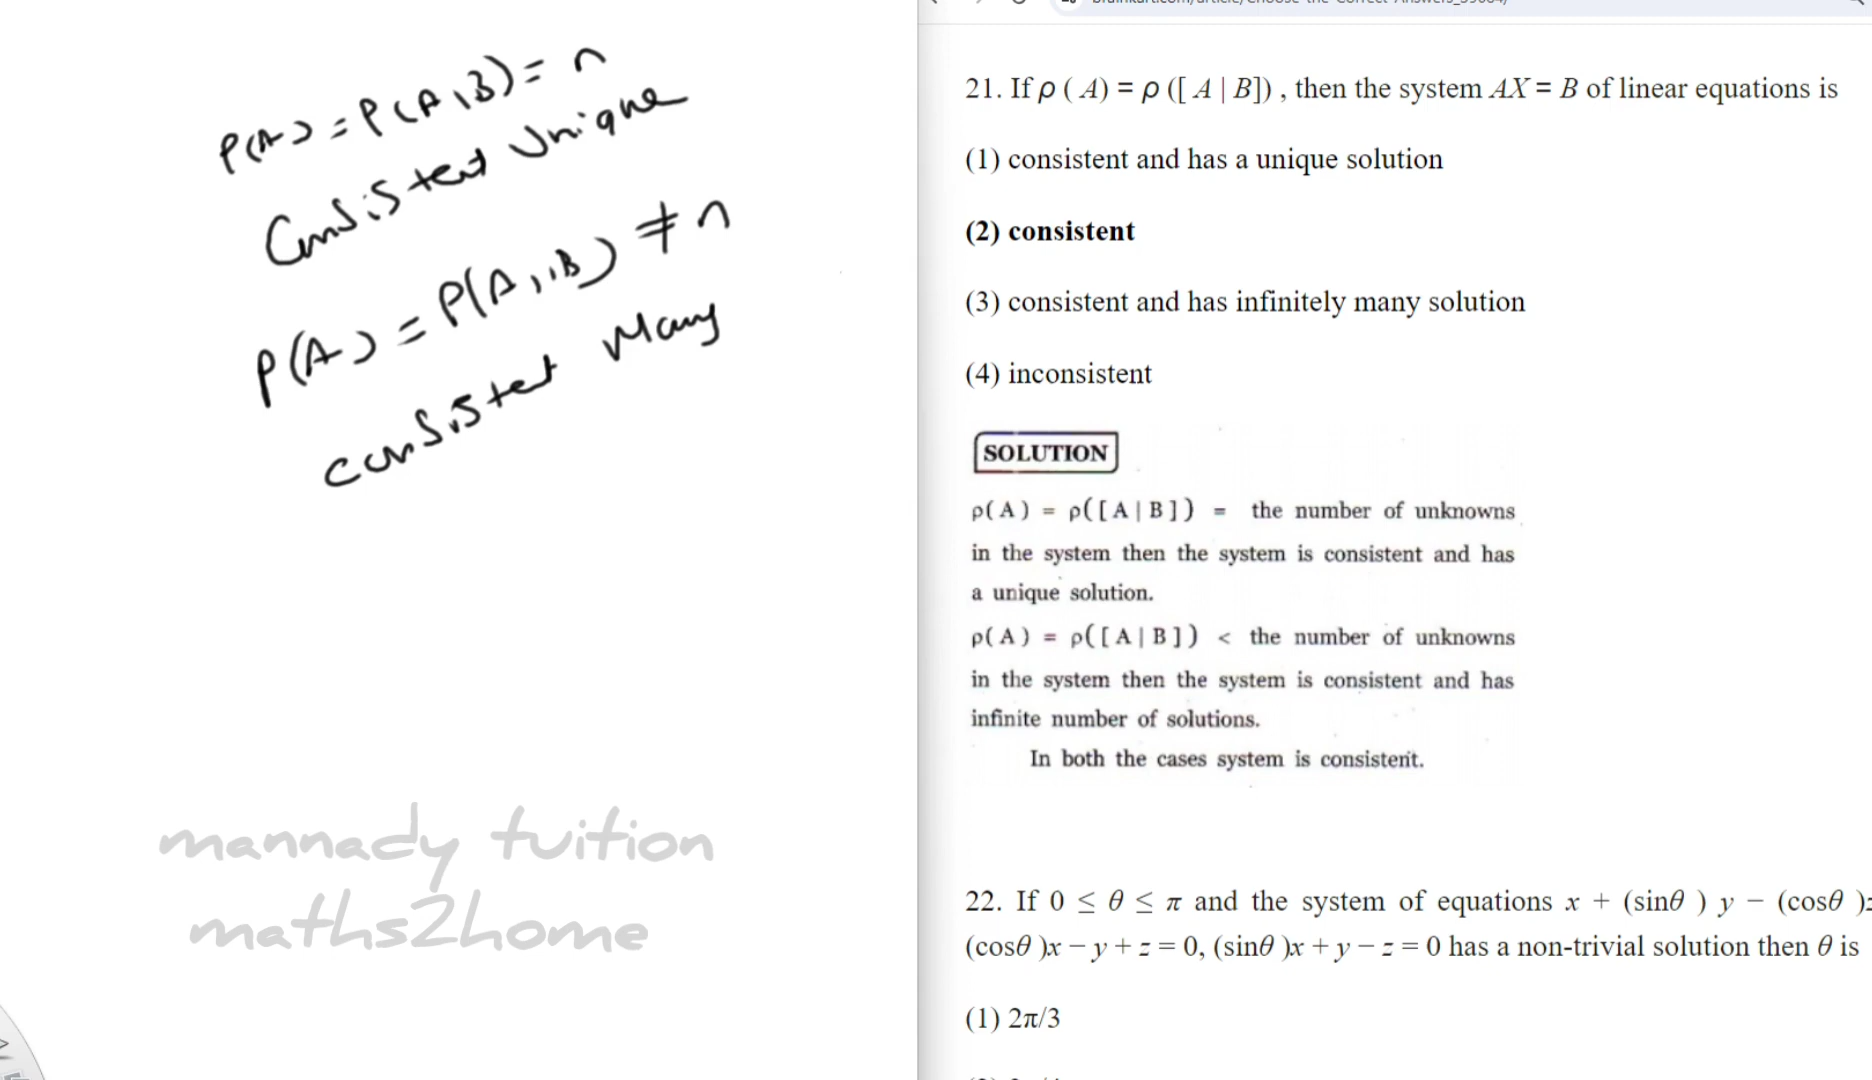 ρ(A) = ρ(A,B) = n
Consistent Unique
ρ(A) = ρ(A,B) ≠ n
consistent Many
mannady tuition
maths2home
21. If ρ ( A) = ρ ([ A | B]) , then the system AX = B of linear equations is
(1) consistent and has a unique solution
(2) consistent
(3) consistent and has infinitely many solution
(4) inconsistent
SOLUTION
ρ( A ) = ρ( [ A | B ] ) = the number of unknowns
in the system then the system is consistent and has
a unique solution.
ρ( A ) = ρ( [ A | B ] ) < the number of unknowns
in the system then the system is consistent and has
infinite number of solutions.
In both the cases system is consistent.
22. If 0 ≤ θ ≤ π and the system of equations x + (sinθ ) y − (cosθ )z
(cosθ )x − y + z = 0, (sinθ )x + y − z = 0 has a non-trivial solution then θ is
(1) 2π/3